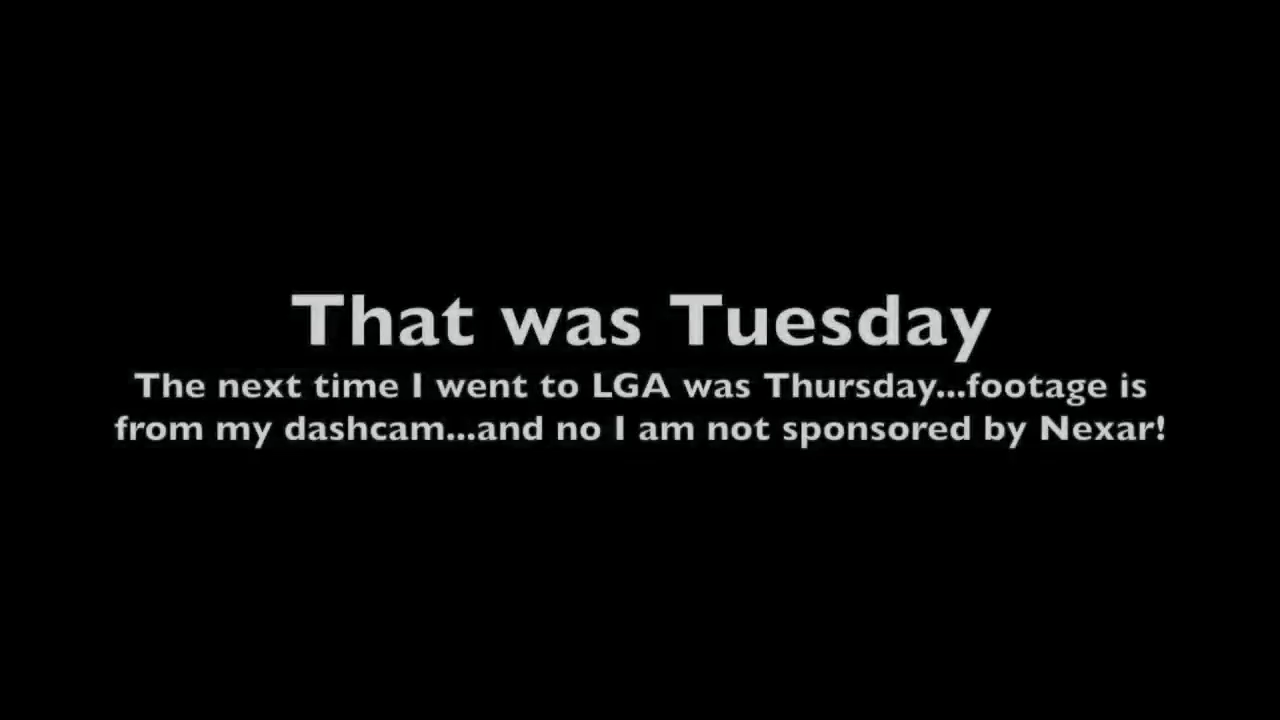 That was Tuesday
The next time I went to LGA was Thursday...footage is
from my dashcam...and no I am not sponsored by Nexar!